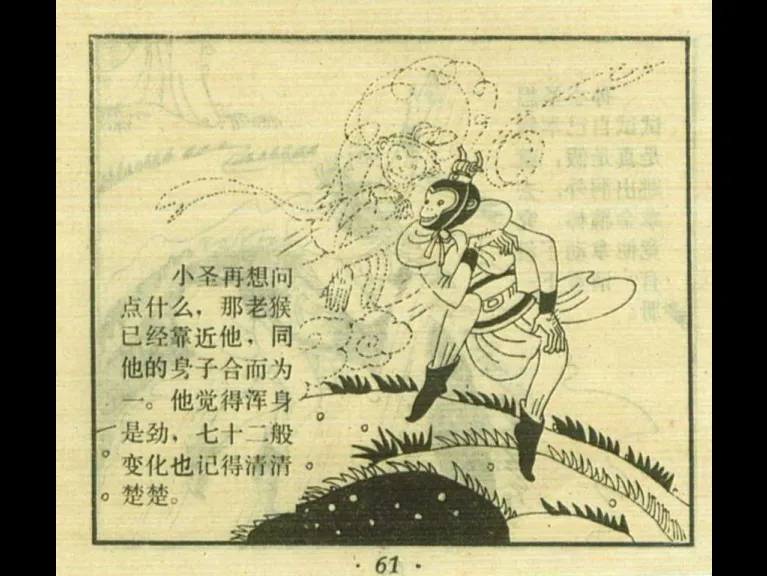 小圣再想问
点什么，那老猴
已经靠近他，同
他的身子合而为
一。他觉得浑身
是劲，七十二般
变化也记得清清
楚楚。
· 61 ·